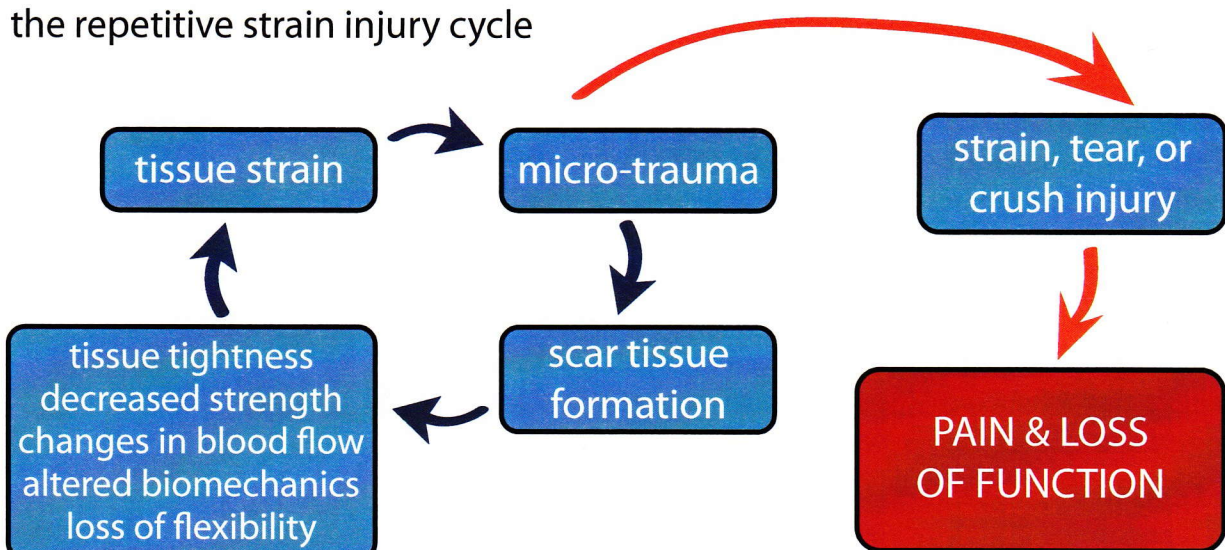 the repetitive strain injury cycle
tissue strain
micro-trauma
strain, tear, or
crush injury
tissue tightness
decreased strength
changes in blood flow
altered biomechanics
loss of flexibility
scar tissue
formation
PAIN & LOSS
OF FUNCTION